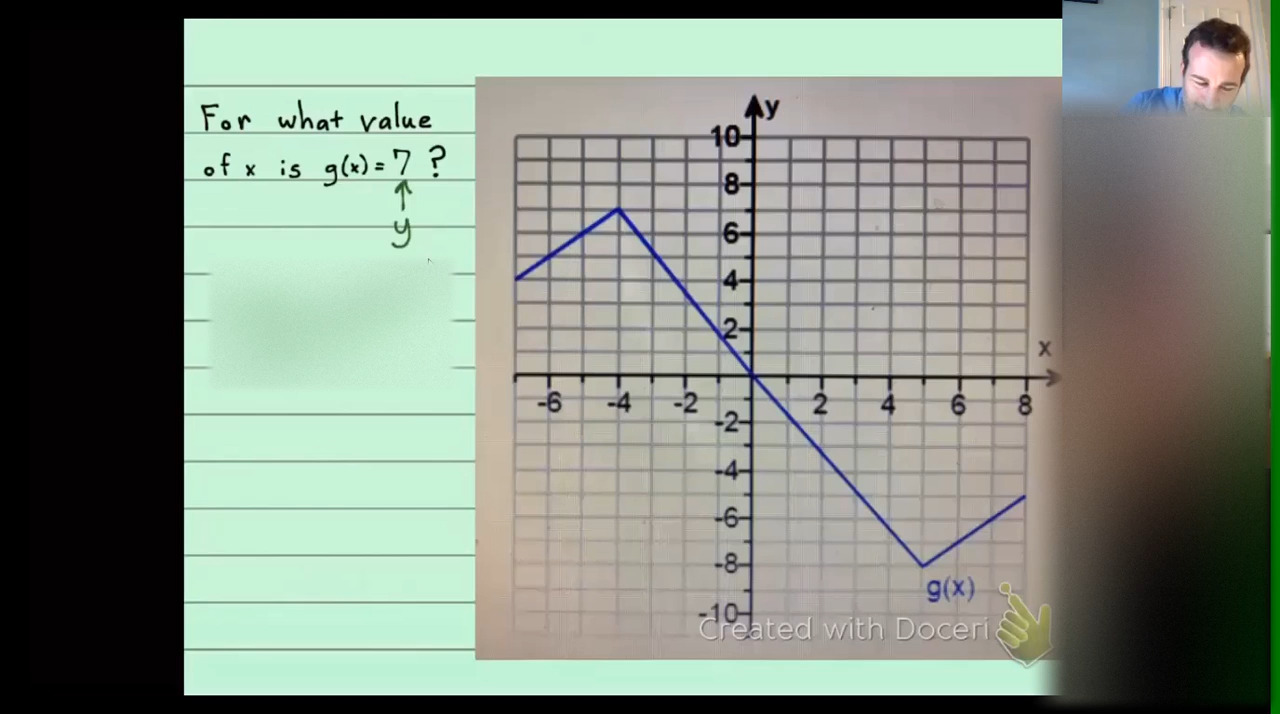 For what value
of x is g(x) = 7 ?
↑
y
y
10
8
6
4
2
x
-6 -4 -2 2 4 6 8
-2
-4
-6
-8
g(x)
-10
Created with Doceri